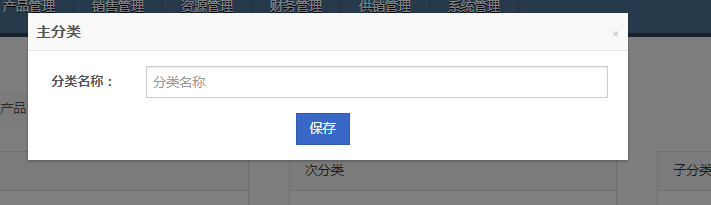 产品管理 销售管理 资源管理 财务管理 供销管理 系统管理
主分类 ×
分类名称： 分类名称
产品
保存
次分类 子分类